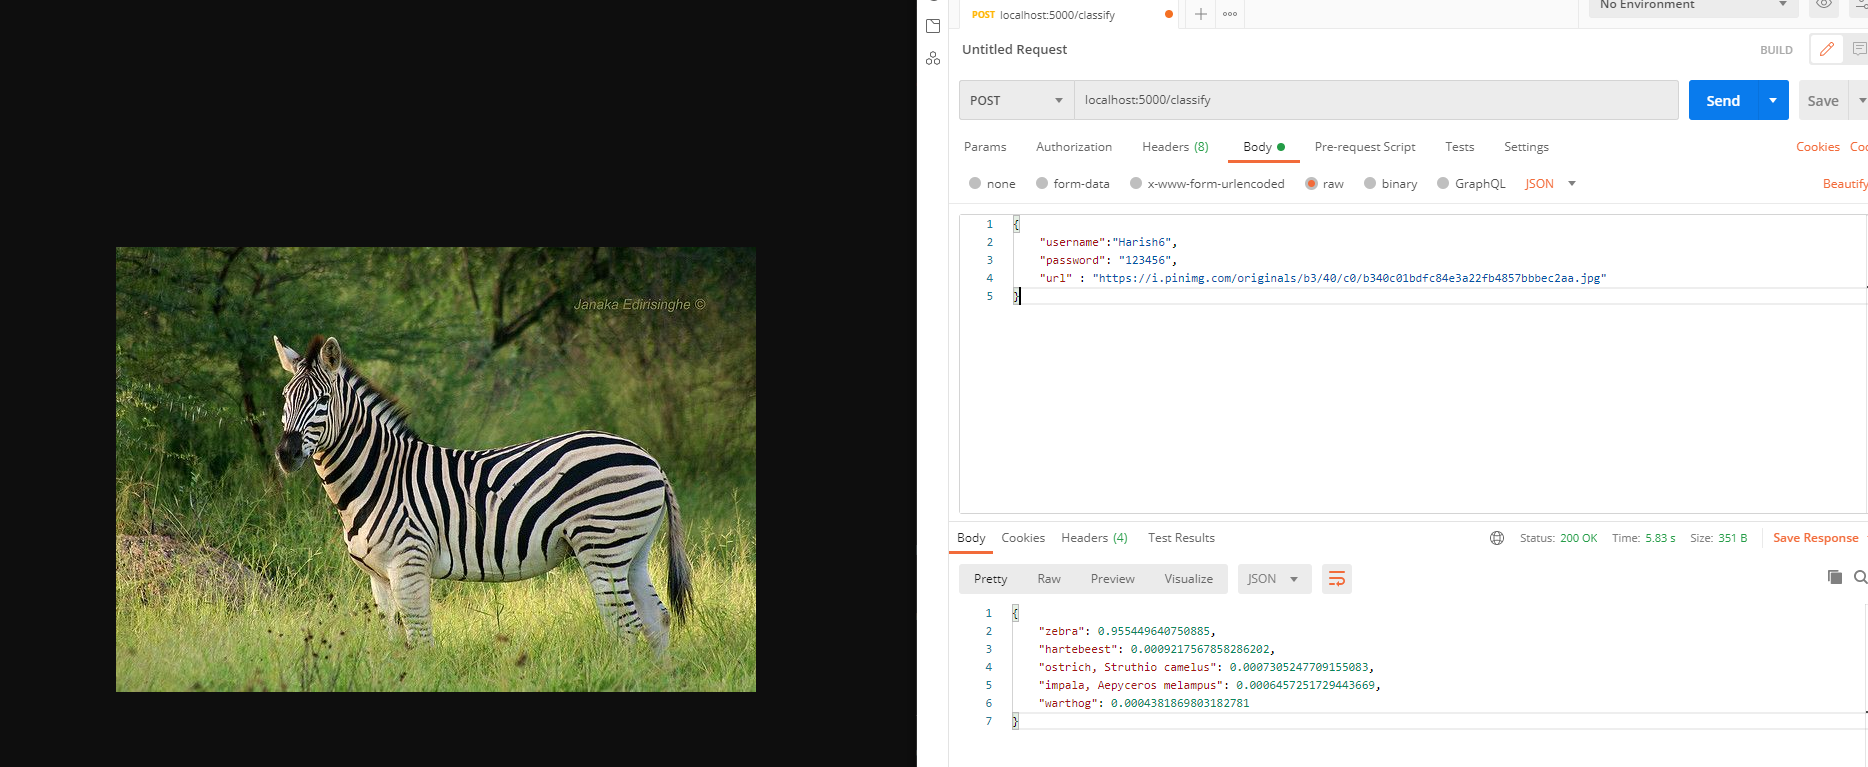 Janaka Edirisinghe ©
POST localhost:5000/classify
No Environment
Untitled Request
BUILD
POST localhost:5000/classify Send Save
Params Authorization Headers (8) Body Pre-request Script Tests Settings Cookies
none form-data x-www-form-urlencoded raw binary GraphQL JSON Beautify
1 {
2 "username":"Harish6",
3 "password": "123456",
4 "url" : "https://i.pinimg.com/originals/b3/40/c0/b340c01bdfc84e3a22fb4857bbbec2aa.jpg"
5 }
Body Cookies Headers (4) Test Results Status: 200 OK Time: 5.83 s Size: 351 B Save Response
Pretty Raw Preview Visualize JSON
1 {
2 "zebra": 0.955449640750885,
3 "hartebeest": 0.0009217567858286202,
4 "ostrich, Struthio camelus": 0.0007305247709155083,
5 "impala, Aepyceros melampus": 0.0006457251729443669,
6 "warthog": 0.0004381869803182781
7 }